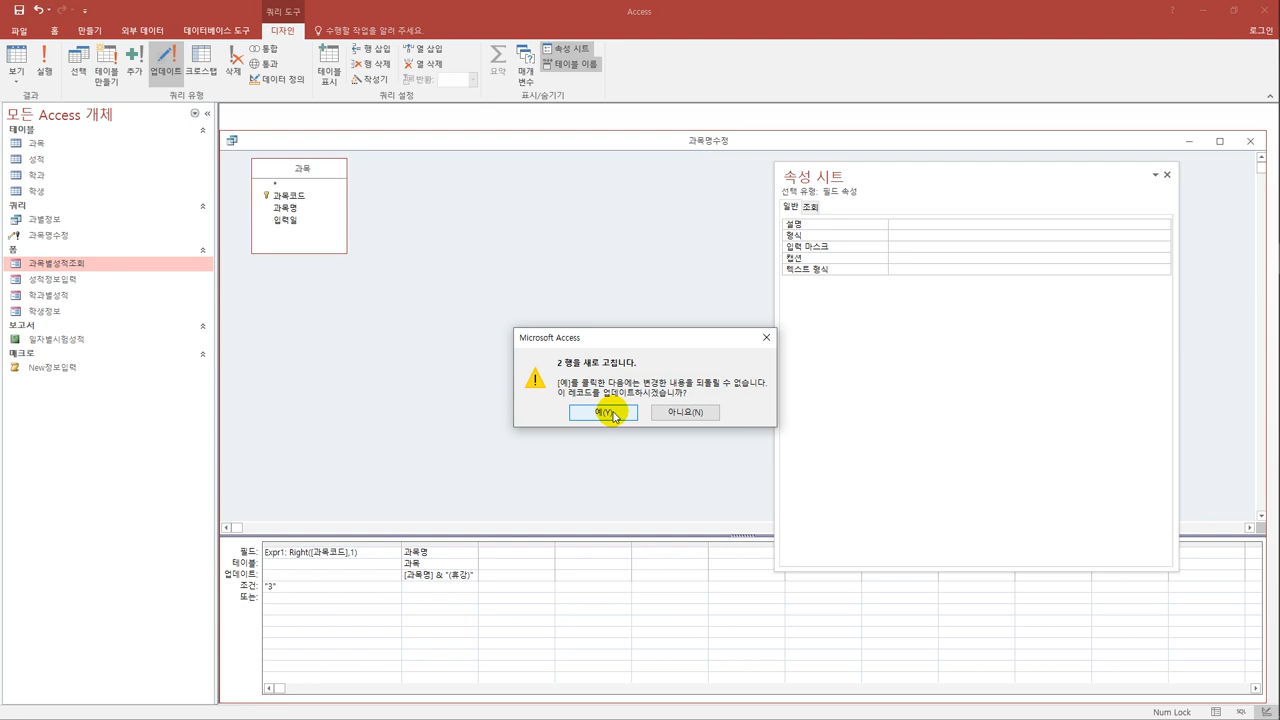 쿼리 도구
Access
로그인
파일
홈
만들기
외부 데이터
데이터베이스 도구
디자인
수행할 작업을 알려 주세요.
보기
실행
선택
테이블 만들기
추가
업데이트
크로스탭
삭제
통합
통과
데이터 정의
테이블 표시
행 삽입
행 삭제
작성기
열 삽입
열 삭제
반환:
요약
매개 변수
속성 시트
테이블 이름
결과
쿼리 유형
쿼리 설정
표시/숨기기
모든 Access 개체
테이블
과목
성적
학과
학생
쿼리
과별정보
과목명수정
폼
과목별성적조회
성적정보입력
학과별성적
학생정보
보고서
일자별시험성적
매크로
New정보입력
과목명수정
과목
*
과목코드
과목명
입력일
속성 시트
선택 유형: 필드 속성
일반 조회
설명
형식
입력 마스크
캡션
텍스트 형식
Microsoft Access
2 행을 새로 고칩니다.
[예]를 클릭한 다음에는 변경한 내용을 되돌릴 수 없습니다.
이 레코드를 업데이트하시겠습니까?
예(Y)
아니요(N)
필드: Expr1: Right([과목코드],1) 과목명
테이블: 과목
업데이트: [과목명] & "(휴강)"
조건: "3"
또는:
Num Lock
SQL